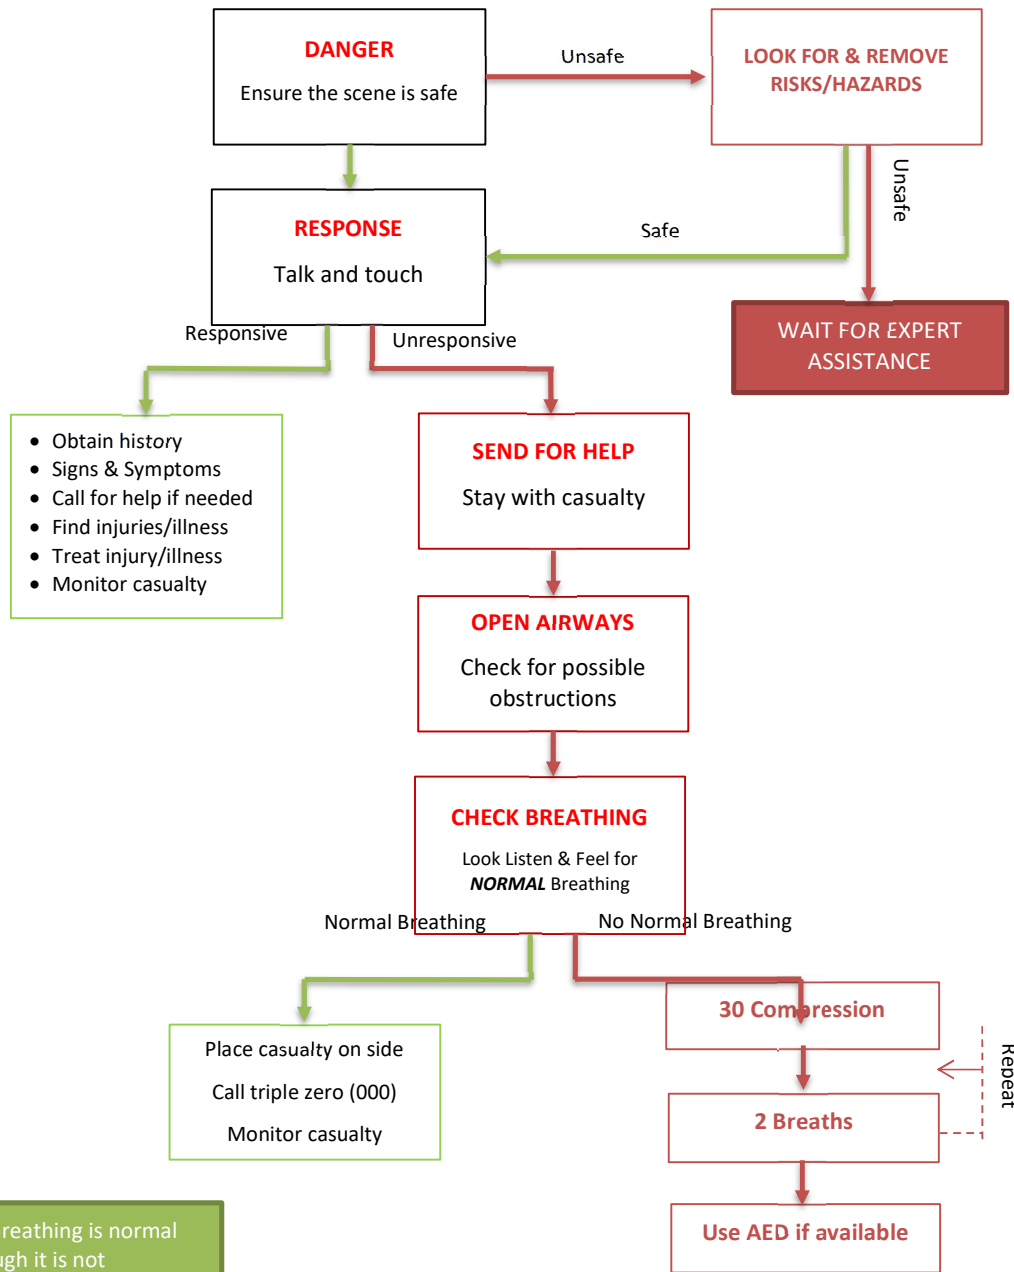 DANGER
Ensure the scene is safe
Unsafe
LOOK FOR & REMOVE
RISKS/HAZARDS
Unsafe
RESPONSE
Talk and touch
Safe
WAIT FOR EXPERT
ASSISTANCE
Responsive
Unresponsive
• Obtain history
• Signs & Symptoms
• Call for help if needed
• Find injuries/illness
• Treat injury/illness
• Monitor casualty
SEND FOR HELP
Stay with casualty
OPEN AIRWAYS
Check for possible
obstructions
CHECK BREATHING
Look Listen & Feel for
NORMAL Breathing
Normal Breathing
No Normal Breathing
Place casualty on side
Call triple zero (000)
Monitor casualty
30 Compression
Repeat
2 Breaths
Use AED if available
breathing is normal
it is not